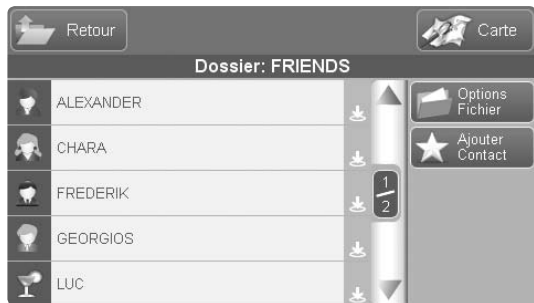 Retour
Carte
Dossier: FRIENDS
ALEXANDER
CHARA
FREDERIK
GEORGIOS
LUC
1
2
Options
Fichier
Ajouter
Contact